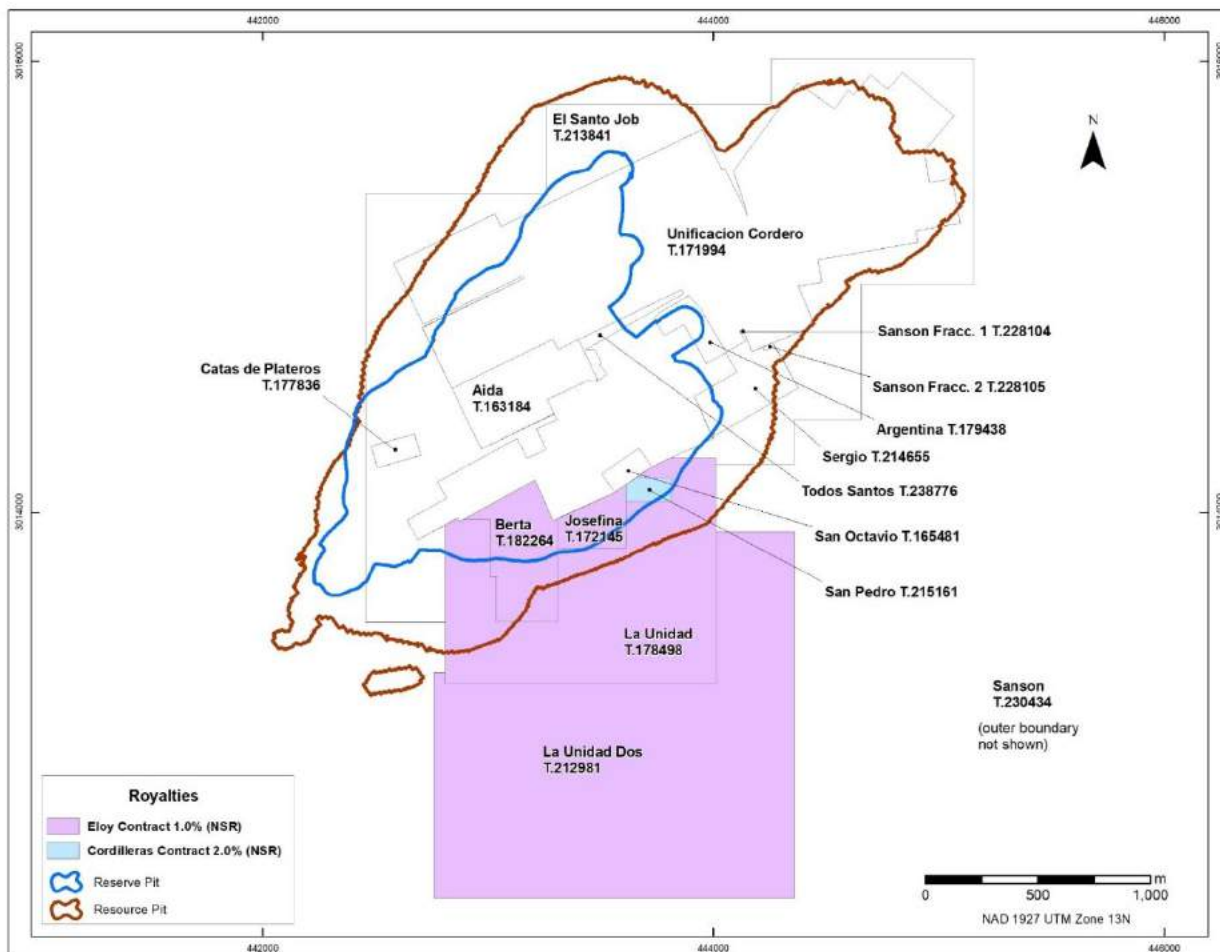 442000
444000
446000
3016000
3016000
N
El Santo Job
T.213841
Unificacion Cordero
T.171994
Sanson Fracc. 1 T.228104
Catas de Plateros
T.177836
Sanson Fracc. 2 T.228105
Aida
T.163184
Argentina T.179438
Sergio T.214655
Todos Santos T.238776
3014000
3014000
Berta
T.182264
Josefina
T.172145
San Octavio T.165481
San Pedro T.215161
La Unidad
T.178498
Sanson
T.230434
(outer boundary
not shown)
La Unidad Dos
T.212981
Royalties
Eloy Contract 1.0% (NSR)
Cordilleras Contract 2.0% (NSR)
Reserve Pit
Resource Pit
m
0
500
1,000
NAD 1927 UTM Zone 13N
442000
444000
446000